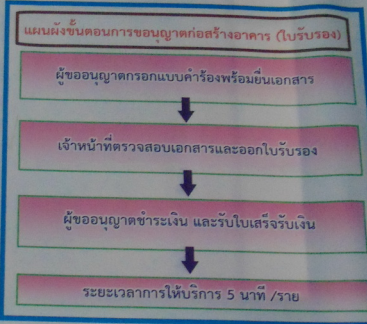 แผนผังขั้นตอนการขออนุญาตก่อสร้างอาคาร (ใบรับรอง)
ผู้ขออนุญาตกรอกแบบคำร้องพร้อมยื่นเอกสาร
เจ้าหน้าที่ตรวจสอบเอกสารและออกใบรับรอง
ผู้ขออนุญาตชำระเงิน และรับใบเสร็จรับเงิน
ระยะเวลาการให้บริการ 5 นาที /ราย